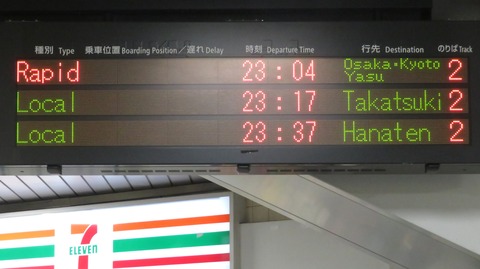 種別 Type 乗車位置 Boarding Position/遅れ Delay 時刻 Departure Time 行先 Destination のりば Track
Rapid 23:04 Osaka・Kyoto Yasu 2
Local 23:17 Takatsuki 2
Local 23:37 Hanaten 2
7
ELEVEN